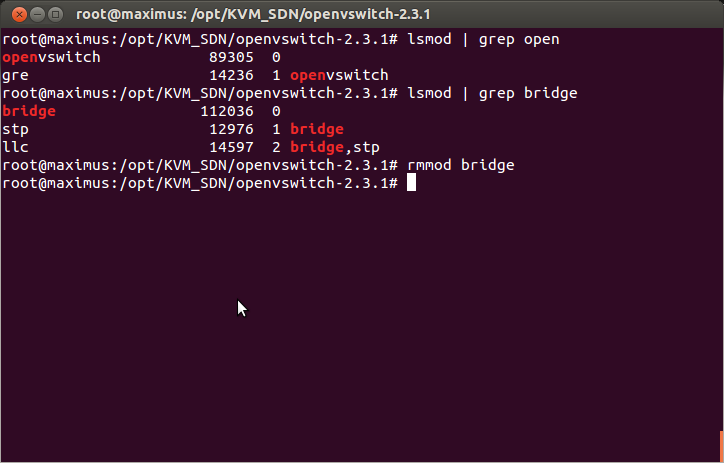 root@maximus: /opt/KVM_SDN/openvswitch-2.3.1
root@maximus:/opt/KVM_SDN/openvswitch-2.3.1# lsmod | grep open
openvswitch            89305  0
gre                    14236  1 openvswitch
root@maximus:/opt/KVM_SDN/openvswitch-2.3.1# lsmod | grep bridge
bridge                112036  0
stp                    12976  1 bridge
llc                    14597  2 bridge,stp
root@maximus:/opt/KVM_SDN/openvswitch-2.3.1# rmmod bridge
root@maximus:/opt/KVM_SDN/openvswitch-2.3.1#